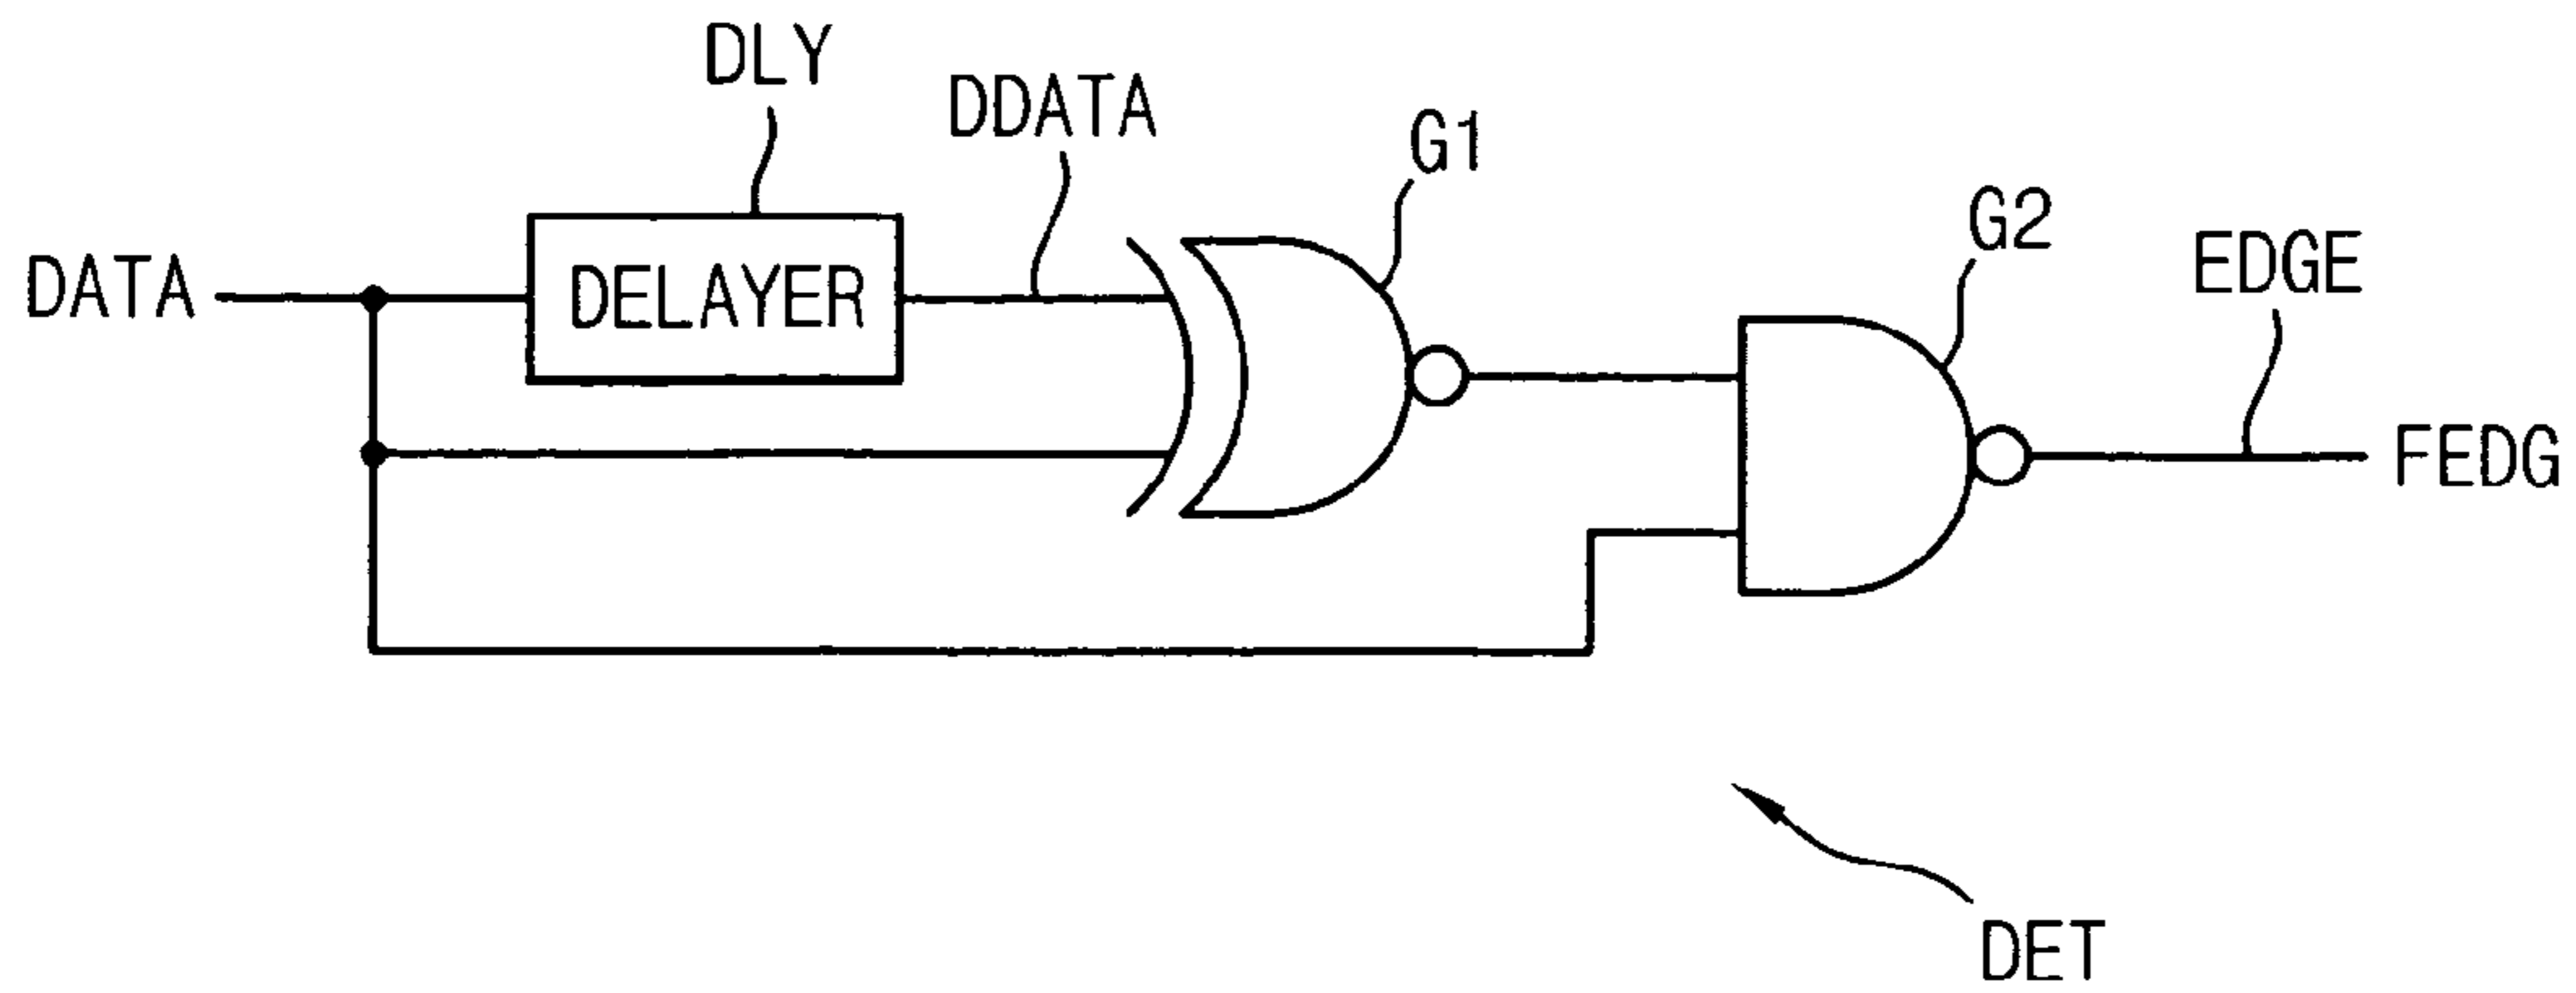 DLY
DDATA
G1
G2
EDGE
DATA
DELAYER
FEDG
DET